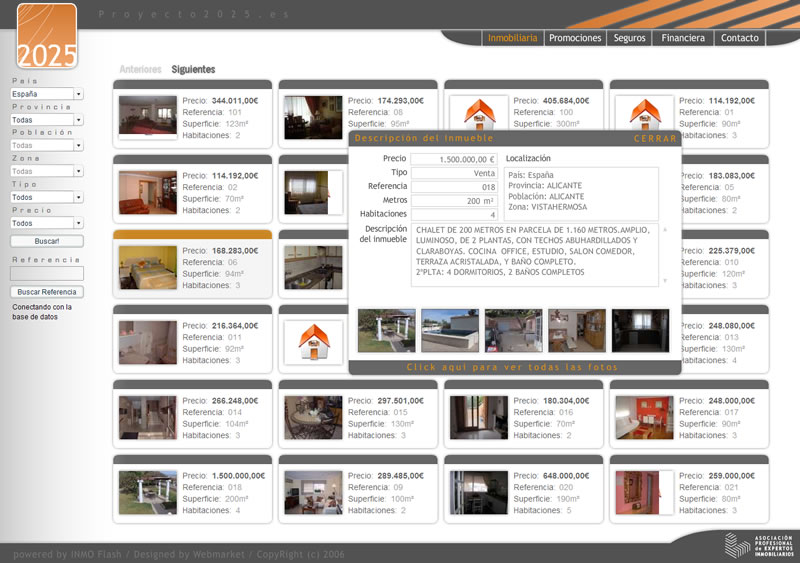 Proyecto2025.es
2025
Inmobiliaria
Promociones
Seguros
Financiera
Contacto
País
España
Provincia
Todas
Población
Todas
Zona
Todas
Tipo
Todos
Precio
Todos
Buscar!
Referencia
Buscar Referencia
Conectando con la
base de datos
Anteriores Siguientes
Precio: 344.011,00€
Referencia: 101
Superficie: 123m²
Habitaciones: 2
Precio: 174.293,00€
Referencia: 08
Superficie: 95m²
Precio: 405.684,00€
Referencia: 100
Superficie: 300m²
Precio: 114.192,00€
Referencia: 01
Superficie: 90m²
Habitaciones: 3
Precio: 114.192,00€
Referencia: 02
Superficie: 70m²
Habitaciones: 2
183.083,00€
05
80m²
2
Precio: 168.283,00€
Referencia: 06
Superficie: 94m²
Habitaciones: 3
225.379,00€
010
120m²
3
Precio: 216.364,00€
Referencia: 011
Superficie: 92m²
Habitaciones: 3
248.080,00€
013
130m²
4
Descripción del inmueble
CERRAR
Precio 1.500.000,00 €
Tipo Venta
Referencia 018
Metros 200 m²
Habitaciones 4
Localización
País: España
Provincia: ALICANTE
Población: ALICANTE
Zona: VISTAHERMOSA
Descripción
del inmueble
CHALET DE 200 METROS EN PARCELA DE 1.160 METROS.AMPLIO,
LUMINOSO, DE 2 PLANTAS, CON TECHOS ABUHARDILLADOS Y
CLARABOYAS. COCINA OFFICE, ESTUDIO, SALON COMEDOR,
TERRAZA ACRISTALADA, Y BAÑO COMPLETO.
2ºPLTA: 4 DORMITORIOS, 2 BAÑOS COMPLETOS
Click aquí para ver todas las fotos
Precio: 266.248,00€
Referencia: 014
Superficie: 104m²
Habitaciones: 3
Precio: 297.501,00€
Referencia: 015
Superficie: 130m²
Habitaciones: 3
Precio: 180.304,00€
Referencia: 016
Superficie: 70m²
Habitaciones: 2
Precio: 248.000,00€
Referencia: 017
Superficie: 90m²
Habitaciones: 3
Precio: 1.500.000,00€
Referencia: 018
Superficie: 200m²
Habitaciones: 4
Precio: 289.485,00€
Referencia: 09
Superficie: 100m²
Habitaciones: 2
Precio: 648.000,00€
Referencia: 020
Superficie: 190m²
Habitaciones: 5
Precio: 259.000,00€
Referencia: 021
Superficie: 80m²
Habitaciones: 3
powered by INMO Flash / Designed by Webmarket / CopyRight (c) 2006
ASOCIACIÓN
PROFESIONAL
de EXPERTOS
INMOBILIARIOS